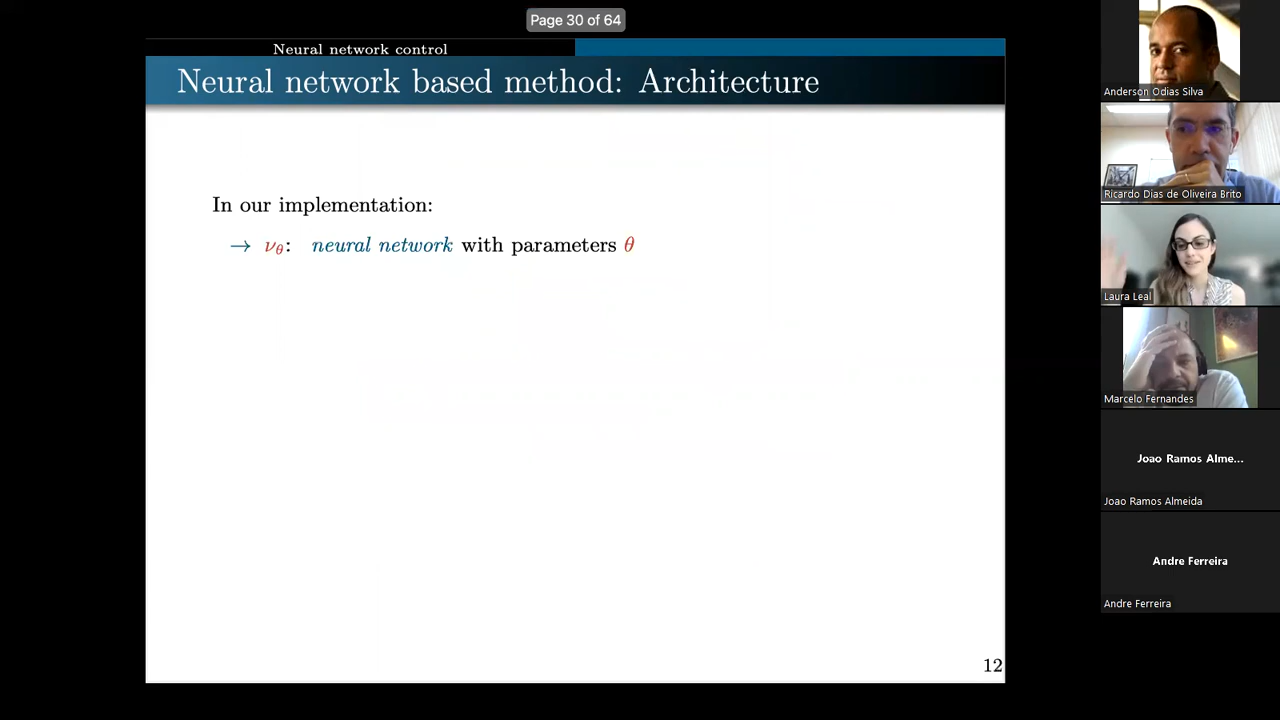 Page 30 of 64
Neural network control
Neural network based method: Architecture
In our implementation:
→ νθ: neural network with parameters θ
12
Anderson Odias Silva
Ricardo Dias de Oliveira Brito
Laura Leal
Marcelo Fernandes
Joao Ramos Alme...
Joao Ramos Almeida
Andre Ferreira
Andre Ferreira